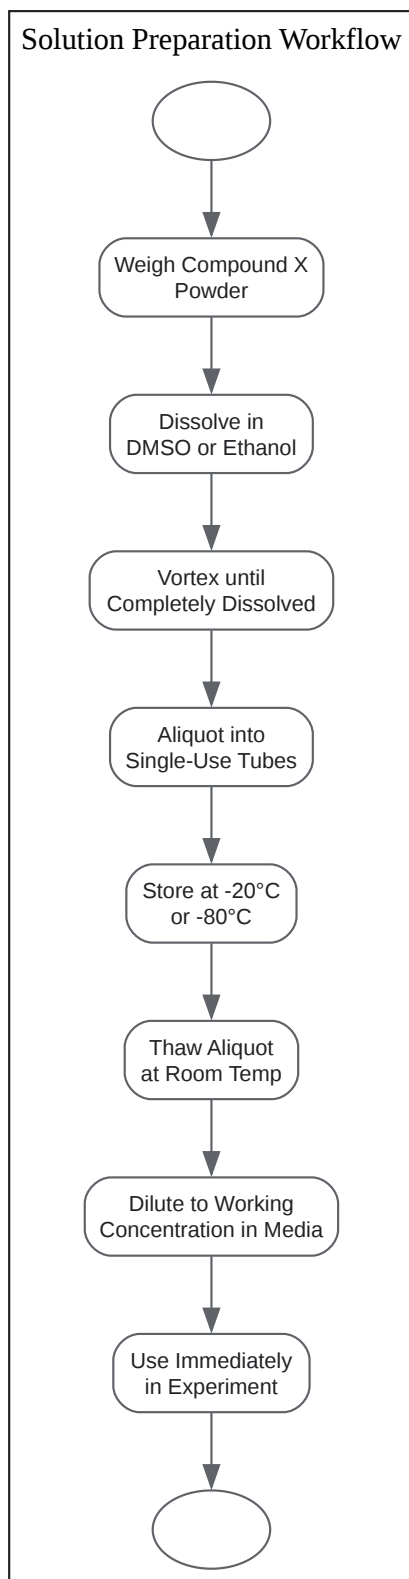 Solution Preparation Workflow
Weigh Compound X
Powder
Dissolve in
DMSO or Ethanol
Vortex until
Completely Dissolved
Aliquot into
Single-Use Tubes
Store at -20°C
or -80°C
Thaw Aliquot
at Room Temp
Dilute to Working
Concentration in Media
Use Immediately
in Experiment